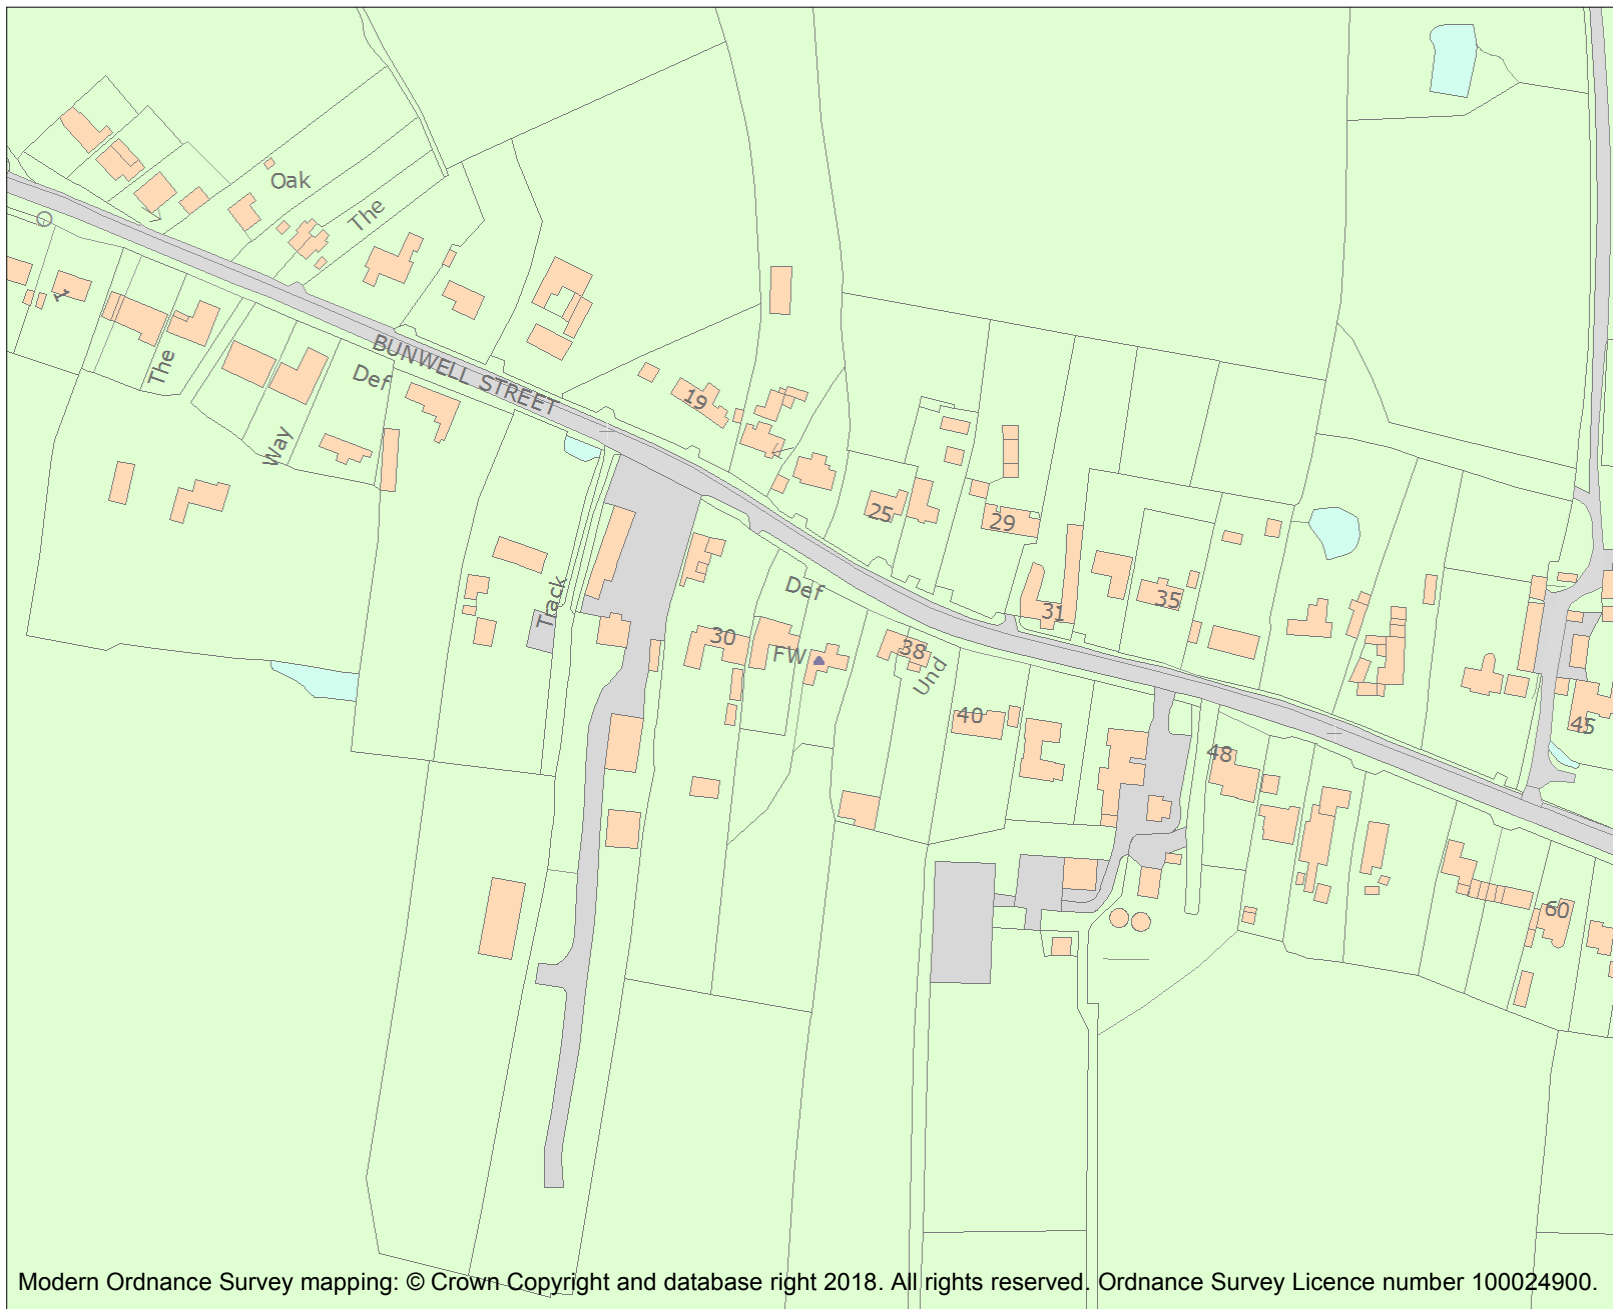 Oak
The
1
The
BUNWELL STREET
Def
Way
19
25
29
Track
Def
31
35
30
FW
38
Und
40
48
45
60
Modern Ordnance Survey mapping: © Crown Copyright and database right 2018. All rights reserved. Ordnance Survey Licence number 100024900.